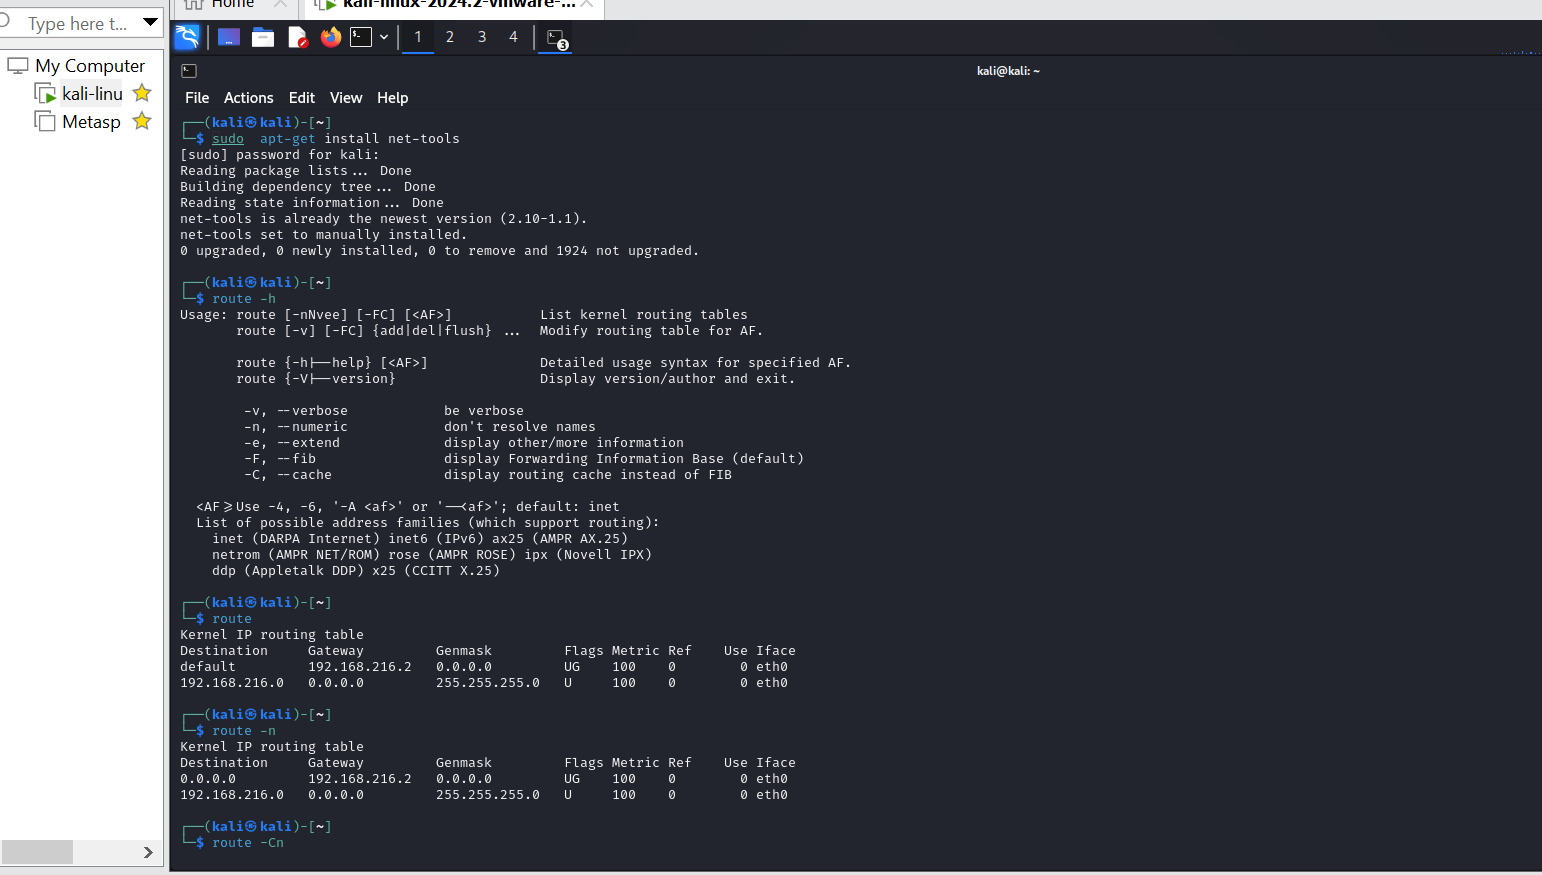 Home
kali-linux-2024.2-vmware-...
Type here t...
1 2 3 4
3
My Computer
kali-linu
Metasp
kali@kali: ~
File Actions Edit View Help
┌──(kali㉿kali)-[~]
└─$ sudo  apt-get install net-tools
[sudo] password for kali:
Reading package lists... Done
Building dependency tree... Done
Reading state information... Done
net-tools is already the newest version (2.10-1.1).
net-tools set to manually installed.
0 upgraded, 0 newly installed, 0 to remove and 1924 not upgraded.
┌──(kali㉿kali)-[~]
└─$ route -h
Usage: route [-nNvee] [-FC] [<AF>]           List kernel routing tables
       route [-v] [-FC] {add|del|flush} ...  Modify routing table for AF.
       route {-h|--help} [<AF>]              Detailed usage syntax for specified AF.
       route {-V|--version}                  Display version/author and exit.
        -v, --verbose            be verbose
        -n, --numeric            don't resolve names
        -e, --extend             display other/more information
        -F, --fib                display Forwarding Information Base (default)
        -C, --cache              display routing cache instead of FIB
  <AF>=Use -4, -6, '-A <af>' or '--<af>'; default: inet
  List of possible address families (which support routing):
    inet (DARPA Internet) inet6 (IPv6) ax25 (AMPR AX.25)
    netrom (AMPR NET/ROM) rose (AMPR ROSE) ipx (Novell IPX)
    ddp (Appletalk DDP) x25 (CCITT X.25)
┌──(kali㉿kali)-[~]
└─$ route
Kernel IP routing table
Destination     Gateway         Genmask         Flags Metric Ref    Use Iface
default         192.168.216.2   0.0.0.0         UG    100    0        0 eth0
192.168.216.0   0.0.0.0         255.255.255.0   U     100    0        0 eth0
┌──(kali㉿kali)-[~]
└─$ route -n
Kernel IP routing table
Destination     Gateway         Genmask         Flags Metric Ref    Use Iface
0.0.0.0         192.168.216.2   0.0.0.0         UG    100    0        0 eth0
192.168.216.0   0.0.0.0         255.255.255.0   U     100    0        0 eth0
┌──(kali㉿kali)-[~]
└─$ route -Cn